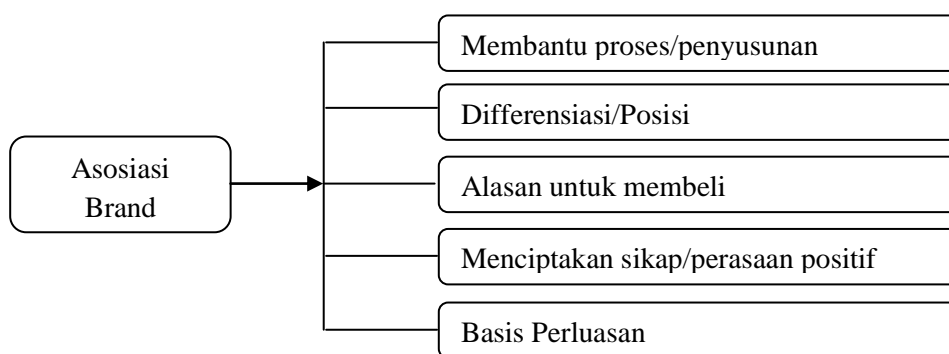 Membantu proses/penyusunan
Differensiasi/Posisi
Asosiasi
Brand
Alasan untuk membeli
Menciptakan sikap/perasaan positif
Basis Perluasan